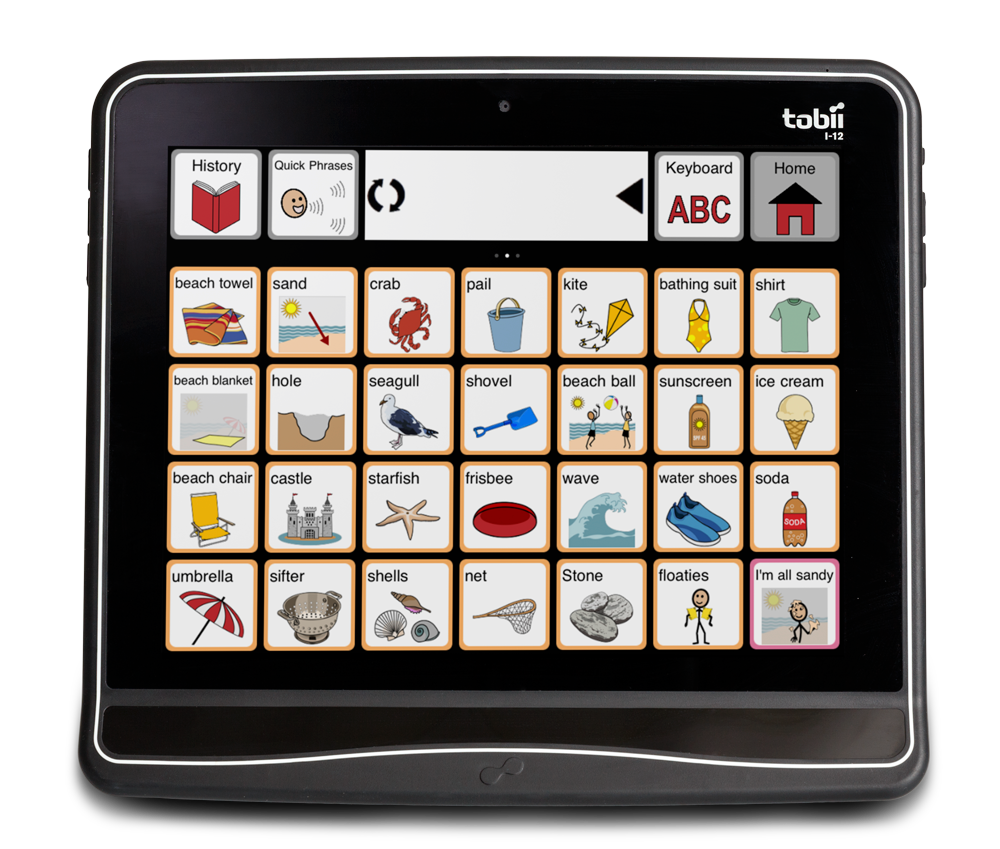 tobii
I-12
History
Quick Phrases
Keyboard
ABC
Home
beach towel
sand
crab
pail
kite
bathing suit
shirt
beach blanket
hole
seagull
shovel
beach ball
sunscreen
SPF 45
ice cream
beach chair
castle
starfish
frisbee
wave
water shoes
soda
SODA
umbrella
sifter
shells
net
Stone
floaties
I'm all sandy